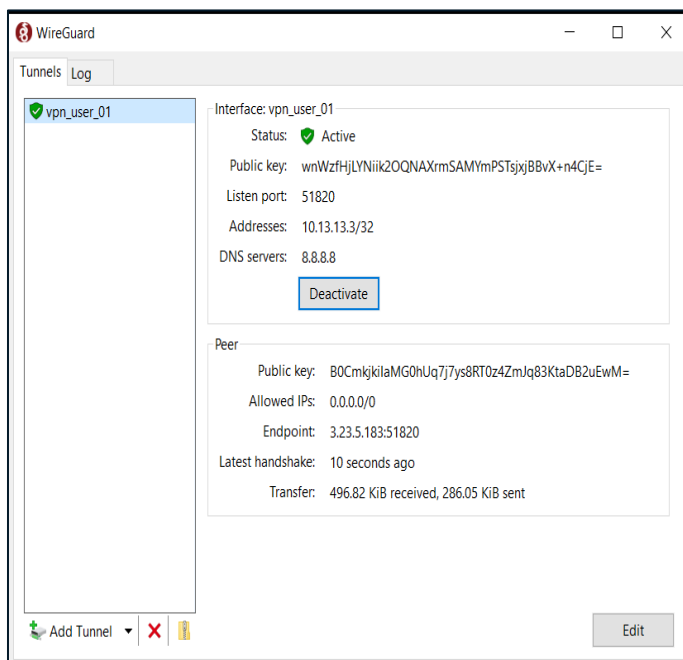 WireGuard
Tunnels Log
vpn_user_01
Interface: vpn_user_01
Status: Active
Public key: wnWzfHjLYNiik2OQNAXrmSAMYmPSTsjxjBBvX+n4CjE=
Listen port: 51820
Addresses: 10.13.13.3/32
DNS servers: 8.8.8.8
Deactivate
Peer
Public key: B0CmkjkiIaMG0hUq7j7ys8RT0z4ZmJq83KtaDB2uEwM=
Allowed IPs: 0.0.0.0/0
Endpoint: 3.23.5.183:51820
Latest handshake: 10 seconds ago
Transfer: 496.82 KiB received, 286.05 KiB sent
Add Tunnel
Edit